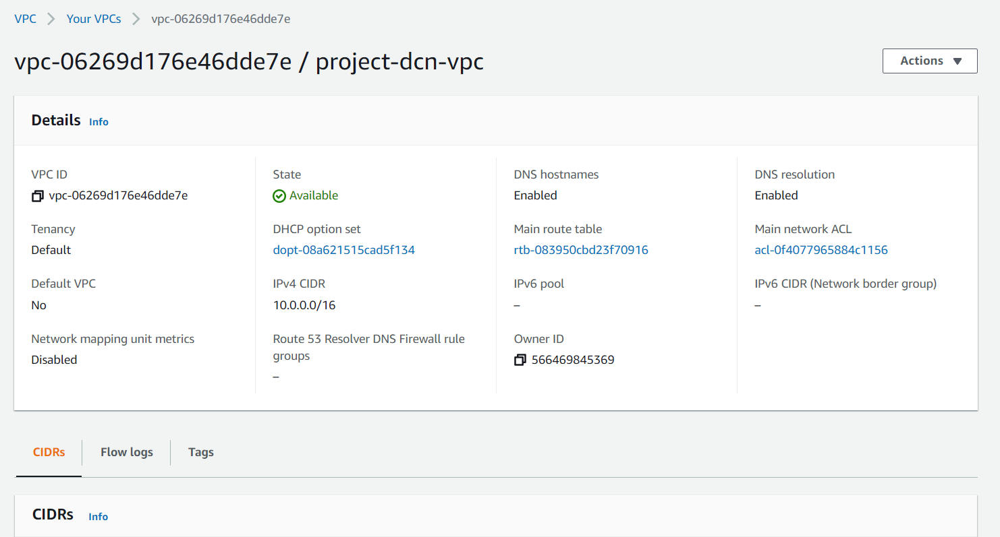 VPC > Your VPCs > vpc-06269d176e46dde7e
vpc-06269d176e46dde7e / project-dcn-vpc
Actions ▼
Details Info
VPC ID
vpc-06269d176e46dde7e
State
Available
DNS hostnames
Enabled
DNS resolution
Enabled
Tenancy
Default
DHCP option set
dopt-08a621515cad5f134
Main route table
rtb-083950cbd23f70916
Main network ACL
acl-0f4077965884c1156
Default VPC
No
IPv4 CIDR
10.0.0.0/16
IPv6 pool
–
IPv6 CIDR (Network border group)
–
Network mapping unit metrics
Disabled
Route 53 Resolver DNS Firewall rule
groups
–
Owner ID
566469845369
CIDRs Flow logs Tags
CIDRs Info